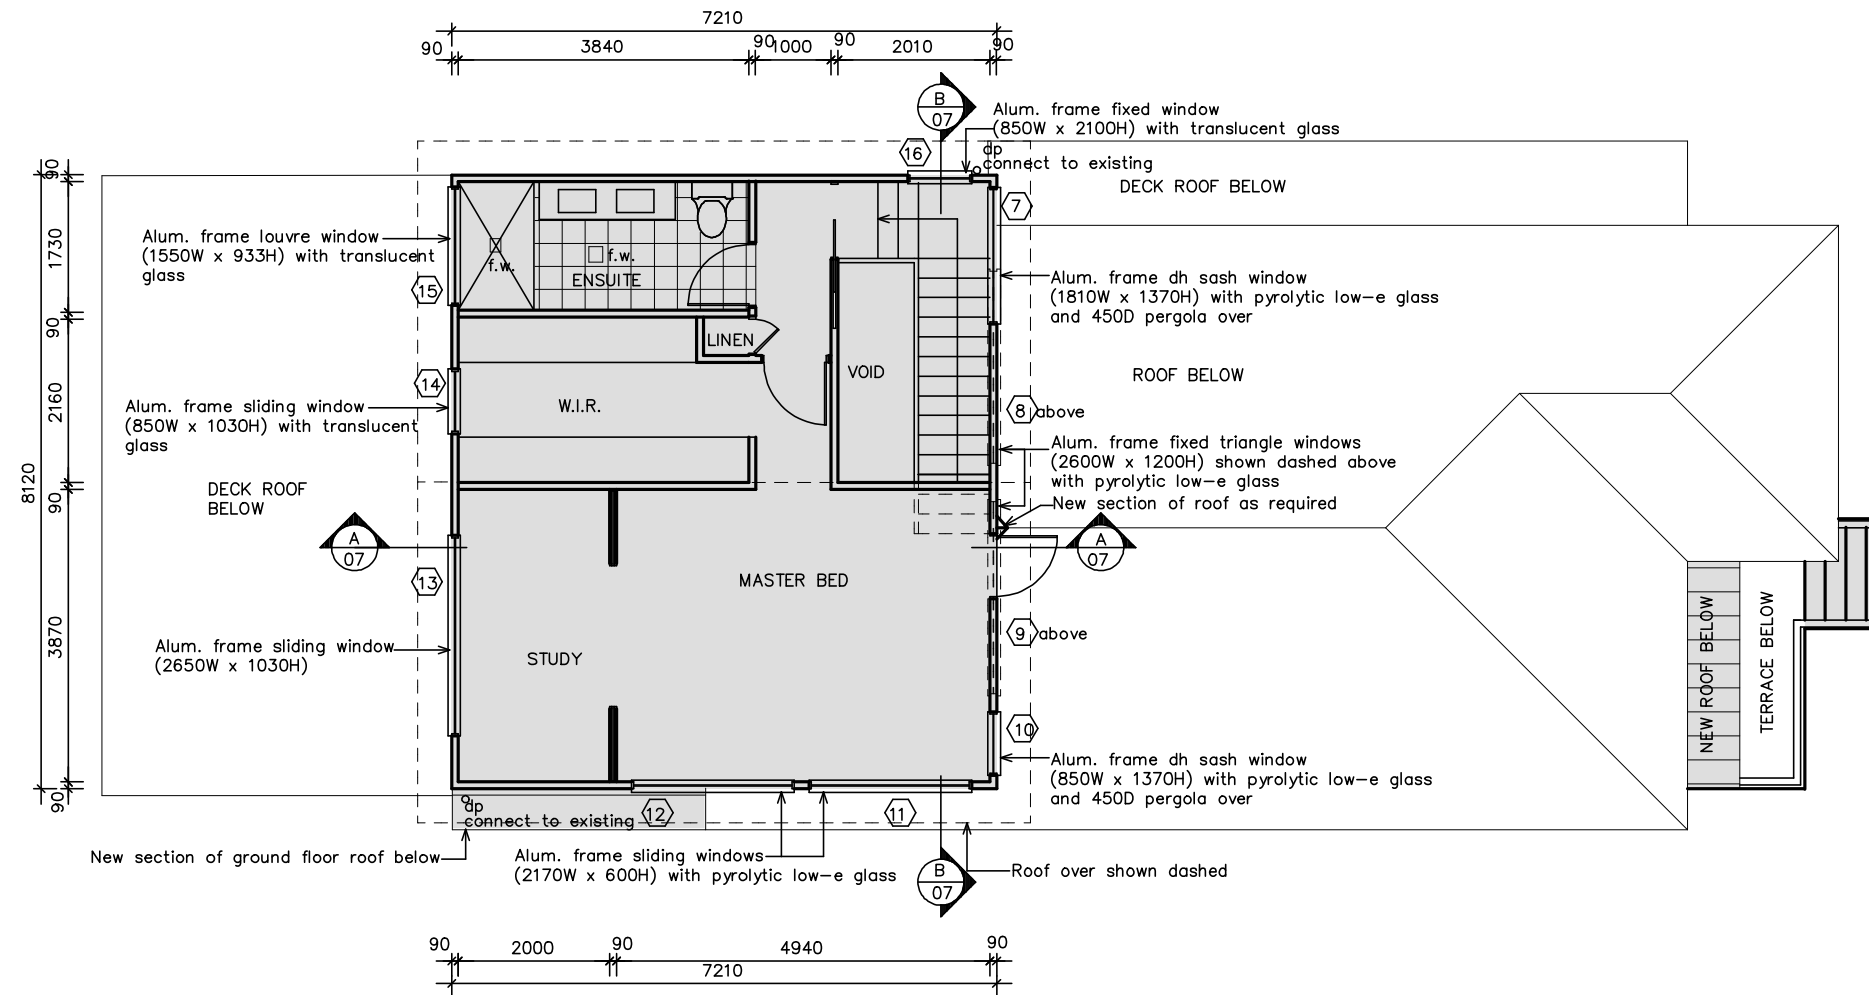 7210
90
3840
90
1000
90
2010
90
B
07
Alum. frame fixed window
(850W x 2100H) with translucent glass
16
dp
connect to existing
DECK ROOF BELOW
90
7
Alum. frame louvre window
(1550W x 933H) with translucent
glass
1730
f.w.
f.w.
ENSUITE
15
Alum. frame dh sash window
(1810W x 1370H) with pyrolytic low-e glass
and 450D pergola over
90
LINEN
VOID
ROOF BELOW
14
2160
W.I.R.
8
above
Alum. frame sliding window
(850W x 1030H) with translucent
glass
Alum. frame fixed triangle windows
(2600W x 1200H) shown dashed above
with pyrolytic low-e glass
New section of roof as required
8120
90
DECK ROOF
BELOW
A
07
A
07
13
MASTER BED
3870
9
above
Alum. frame sliding window
(2650W x 1030H)
STUDY
NEW ROOF BELOW
TERRACE BELOW
10
Alum. frame dh sash window
(850W x 1370H) with pyrolytic low-e glass
and 450D pergola over
90
dp
connect to existing
12
11
New section of ground floor roof below
Alum. frame sliding windows
(2170W x 600H) with pyrolytic low-e glass
B
07
Roof over shown dashed
90
2000
90
4940
90
7210